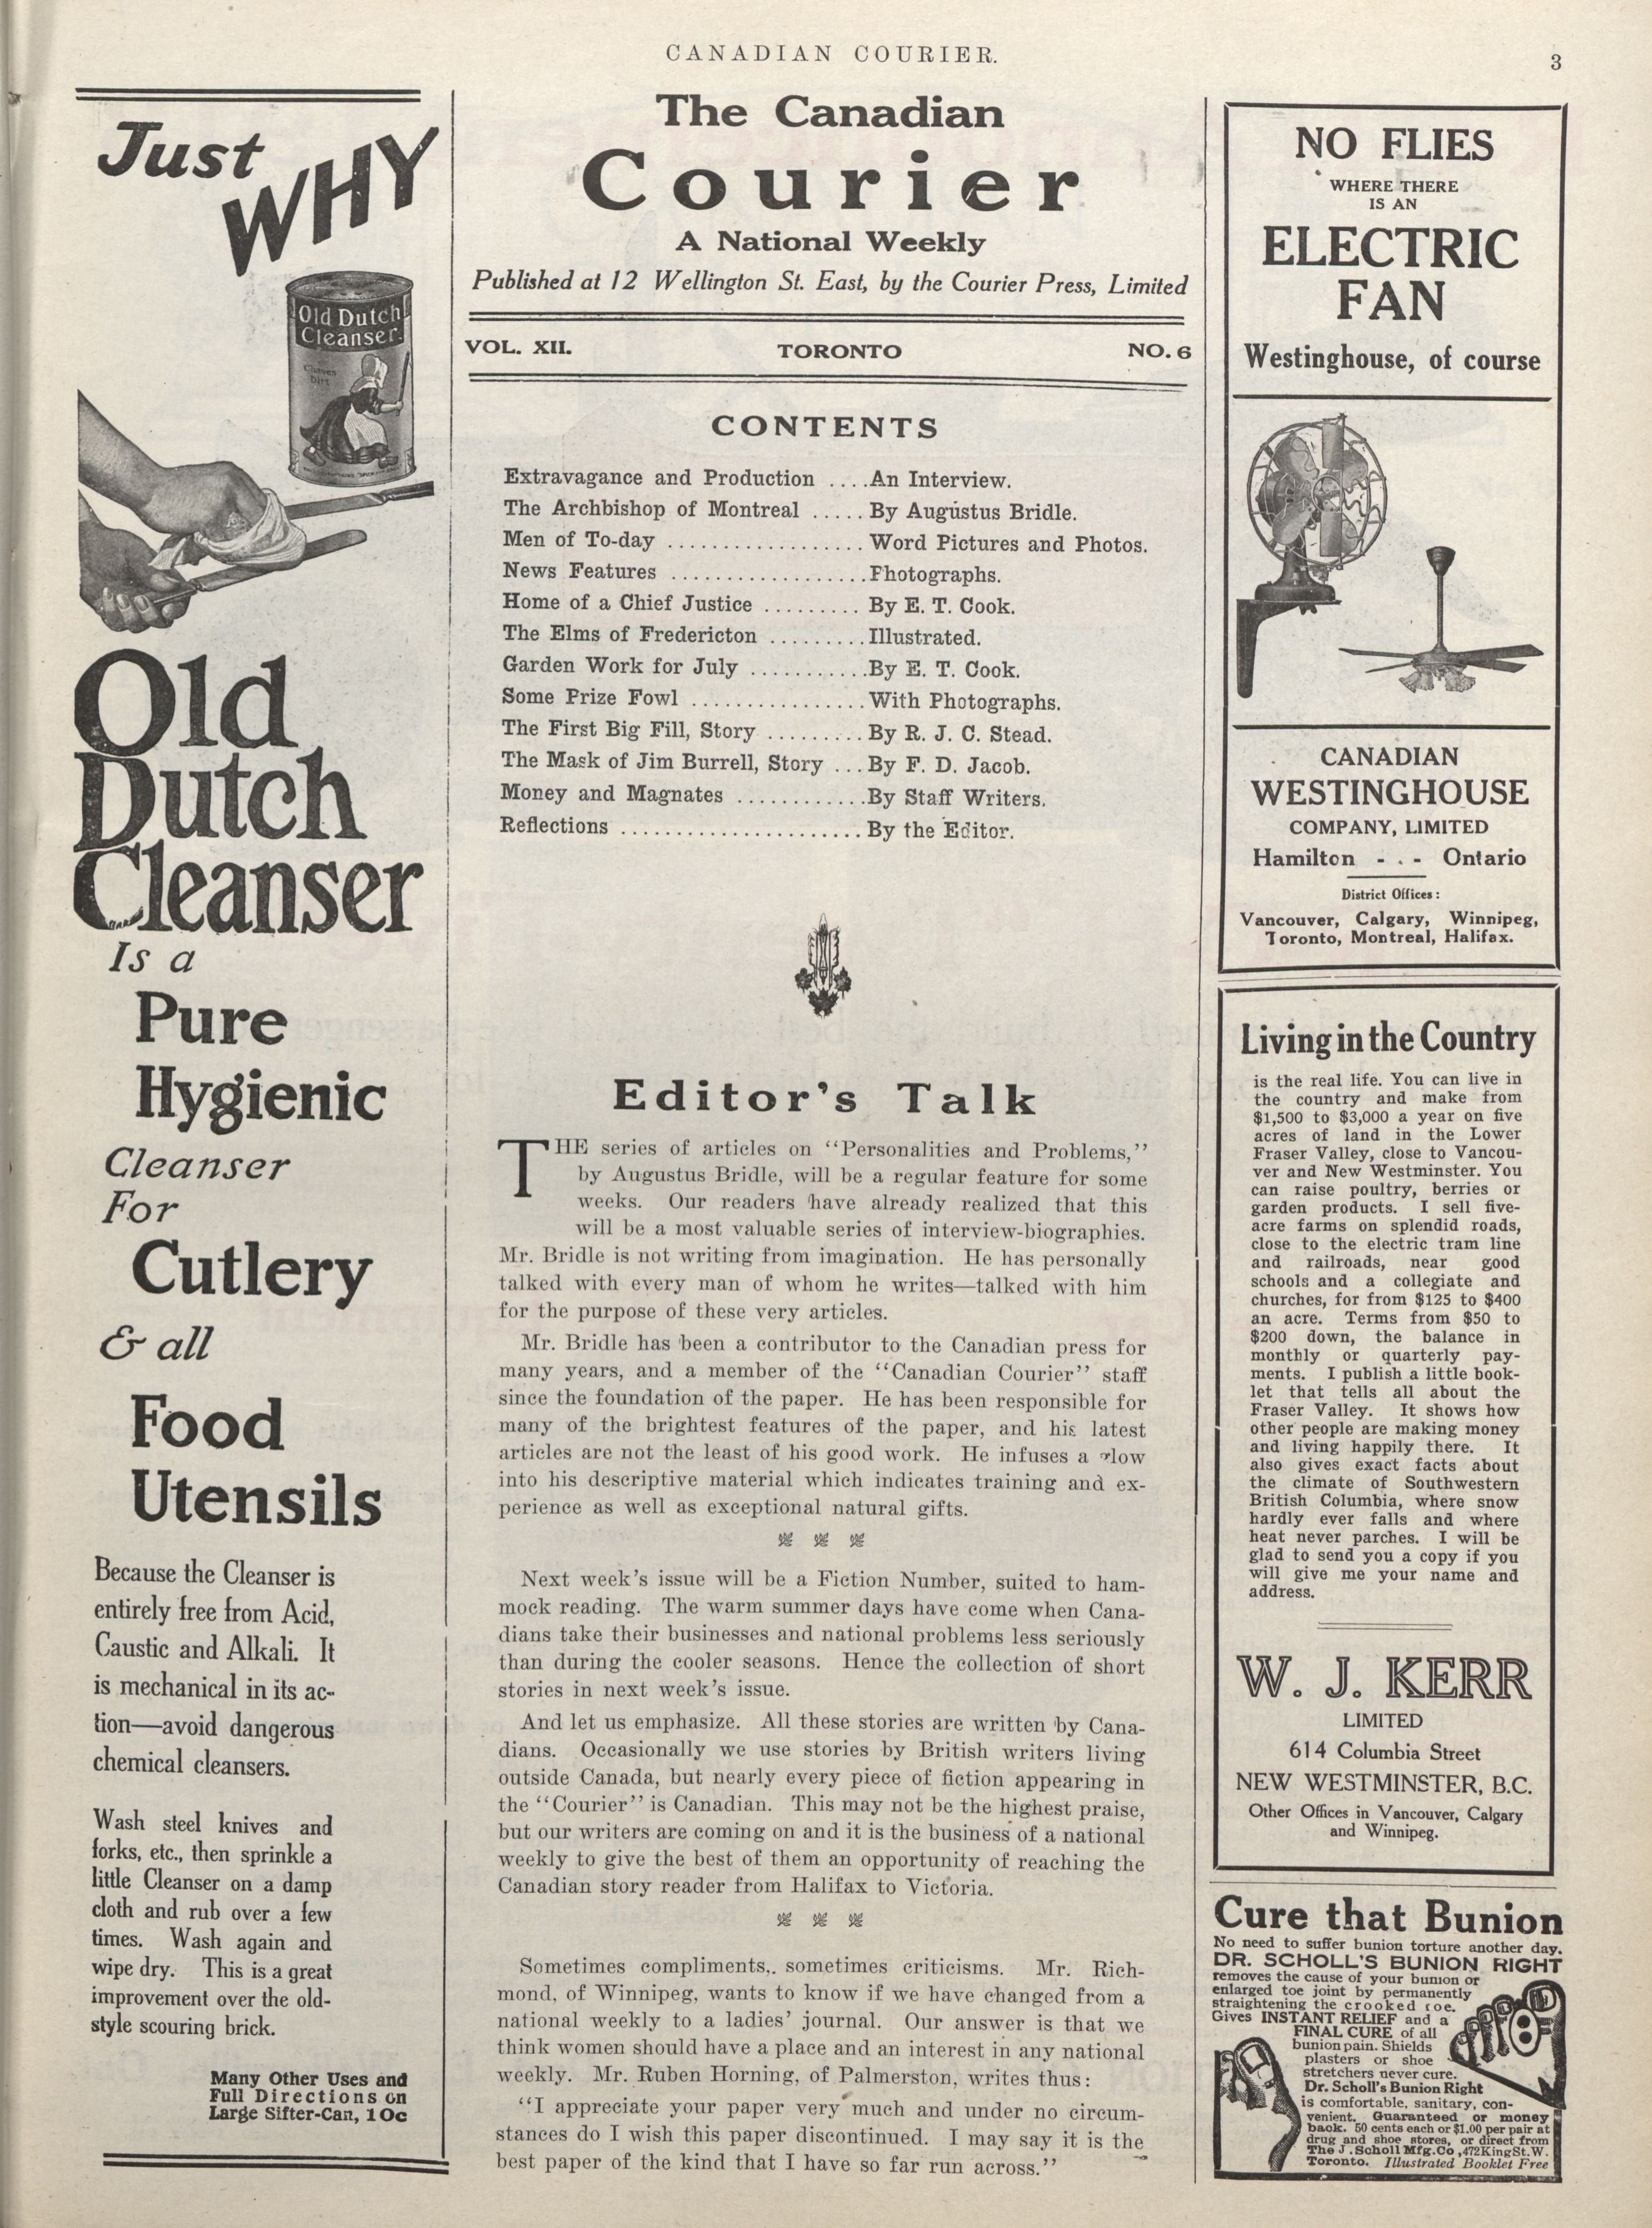 CANADIAN COURIER.
3
Just
WHY
Old Dutch
Cleanser
Chases
Dirt
Old
Dutch
Cleanser
Is a
Pure
Hygienic
Cleanser
For
Cutlery
& all
Food
Utensils
Because the Cleanser is
entirely free from Acid,
Caustic and Alkali. It
is mechanical in its ac-
tion—avoid dangerous
chemical cleansers.
Wash steel knives and
forks, etc., then sprinkle a
little Cleanser on a damp
cloth and rub over a few
times. Wash again and
wipe dry. This is a great
improvement over the old-
style scouring brick.
Many Other Uses and
Full Directions on
Large Sifter-Can, 10c
The Canadian
Courier
A National Weekly
Published at 12 Wellington St. East, by the Courier Press, Limited
VOL. XII. TORONTO NO. 6
CONTENTS
Extravagance and Production ....An Interview.
The Archbishop of Montreal .....By Augustus Bridle.
Men of To-day ..................Word Pictures and Photos.
News Features ..................Photographs.
Home of a Chief Justice .........By E. T. Cook.
The Elms of Fredericton .........Illustrated.
Garden Work for July ...........By E. T. Cook.
Some Prize Fowl ................With Photographs.
The First Big Fill, Story .........By R. J. C. Stead.
The Mask of Jim Burrell, Story ...By F. D. Jacob.
Money and Magnates ............By Staff Writers.
Reflections ......................By the Editor.
Editor's Talk
THE series of articles on "Personalities and Problems,"
by Augustus Bridle, will be a regular feature for some
weeks. Our readers have already realized that this
will be a most valuable series of interview-biographies.
Mr. Bridle is not writing from imagination. He has personally
talked with every man of whom he writes—talked with him
for the purpose of these very articles.
Mr. Bridle has been a contributor to the Canadian press for
many years, and a member of the "Canadian Courier" staff
since the foundation of the paper. He has been responsible for
many of the brightest features of the paper, and his latest
articles are not the least of his good work. He infuses a glow
into his descriptive material which indicates training and ex-
perience as well as exceptional natural gifts.
Next week's issue will be a Fiction Number, suited to ham-
mock reading. The warm summer days have come when Cana-
dians take their businesses and national problems less seriously
than during the cooler seasons. Hence the collection of short
stories in next week's issue.
And let us emphasize. All these stories are written by Cana-
dians. Occasionally we use stories by British writers living
outside Canada, but nearly every piece of fiction appearing in
the "Courier" is Canadian. This may not be the highest praise,
but our writers are coming on and it is the business of a national
weekly to give the best of them an opportunity of reaching the
Canadian story reader from Halifax to Victoria.
Sometimes compliments,. sometimes criticisms. Mr. Rich-
mond, of Winnipeg, wants to know if we have changed from a
national weekly to a ladies' journal. Our answer is that we
think women should have a place and an interest in any national
weekly. Mr. Ruben Horning, of Palmerston, writes thus:
"I appreciate your paper very much and under no circum-
stances do I wish this paper discontinued. I may say it is the
best paper of the kind that I have so far run across."
NO FLIES
WHERE THERE
IS AN
ELECTRIC
FAN
Westinghouse, of course
CANADIAN
WESTINGHOUSE
COMPANY, LIMITED
Hamilton - . - Ontario
District Offices:
Vancouver, Calgary, Winnipeg,
Toronto, Montreal, Halifax.
Living in the Country
is the real life. You can live in
the country and make from
$1,500 to $3,000 a year on five
acres of land in the Lower
Fraser Valley, close to Vancou-
ver and New Westminster. You
can raise poultry, berries or
garden products. I sell five-
acre farms on splendid roads,
close to the electric tram line
and railroads, near good
schools and a collegiate and
churches, for from $125 to $400
an acre. Terms from $50 to
$200 down, the balance in
monthly or quarterly pay-
ments. I publish a little book-
let that tells all about the
Fraser Valley. It shows how
other people are making money
and living happily there. It
also gives exact facts about
the climate of Southwestern
British Columbia, where snow
hardly ever falls and where
heat never parches. I will be
glad to send you a copy if you
will give me your name and
address.
W. J. KERR
LIMITED
614 Columbia Street
NEW WESTMINSTER, B.C.
Other Offices in Vancouver, Calgary
and Winnipeg.
Cure that Bunion
No need to suffer bunion torture another day.
DR. SCHOLL'S BUNION RIGHT
removes the cause of your bunion or
enlarged toe joint by permanently
straightening the crooked toe.
Gives INSTANT RELIEF and a
FINAL CURE of all
bunion pain. Shields
plasters or shoe
stretchers never cure.
Dr. Scholl's Bunion Right
is comfortable, sanitary, con-
venient. Guaranteed or money
back. 50 cents each or $1.00 per pair at
drug and shoe stores, or direct from
The J. Scholl Mfg. Co, 472 King St. W.
Toronto. Illustrated Booklet Free